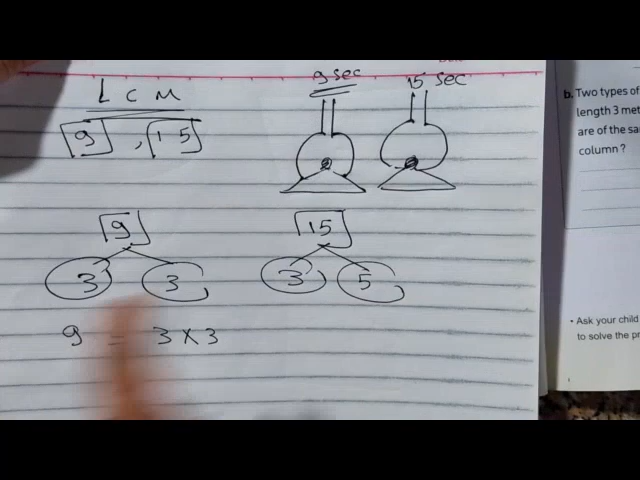 9 sec 15 sec
L C M
9 , 15
9 15
3 3 3 5
9 = 3 × 3
b. Two types of
length 3 met
are of the sa
column ?
• Ask your child
to solve the pr